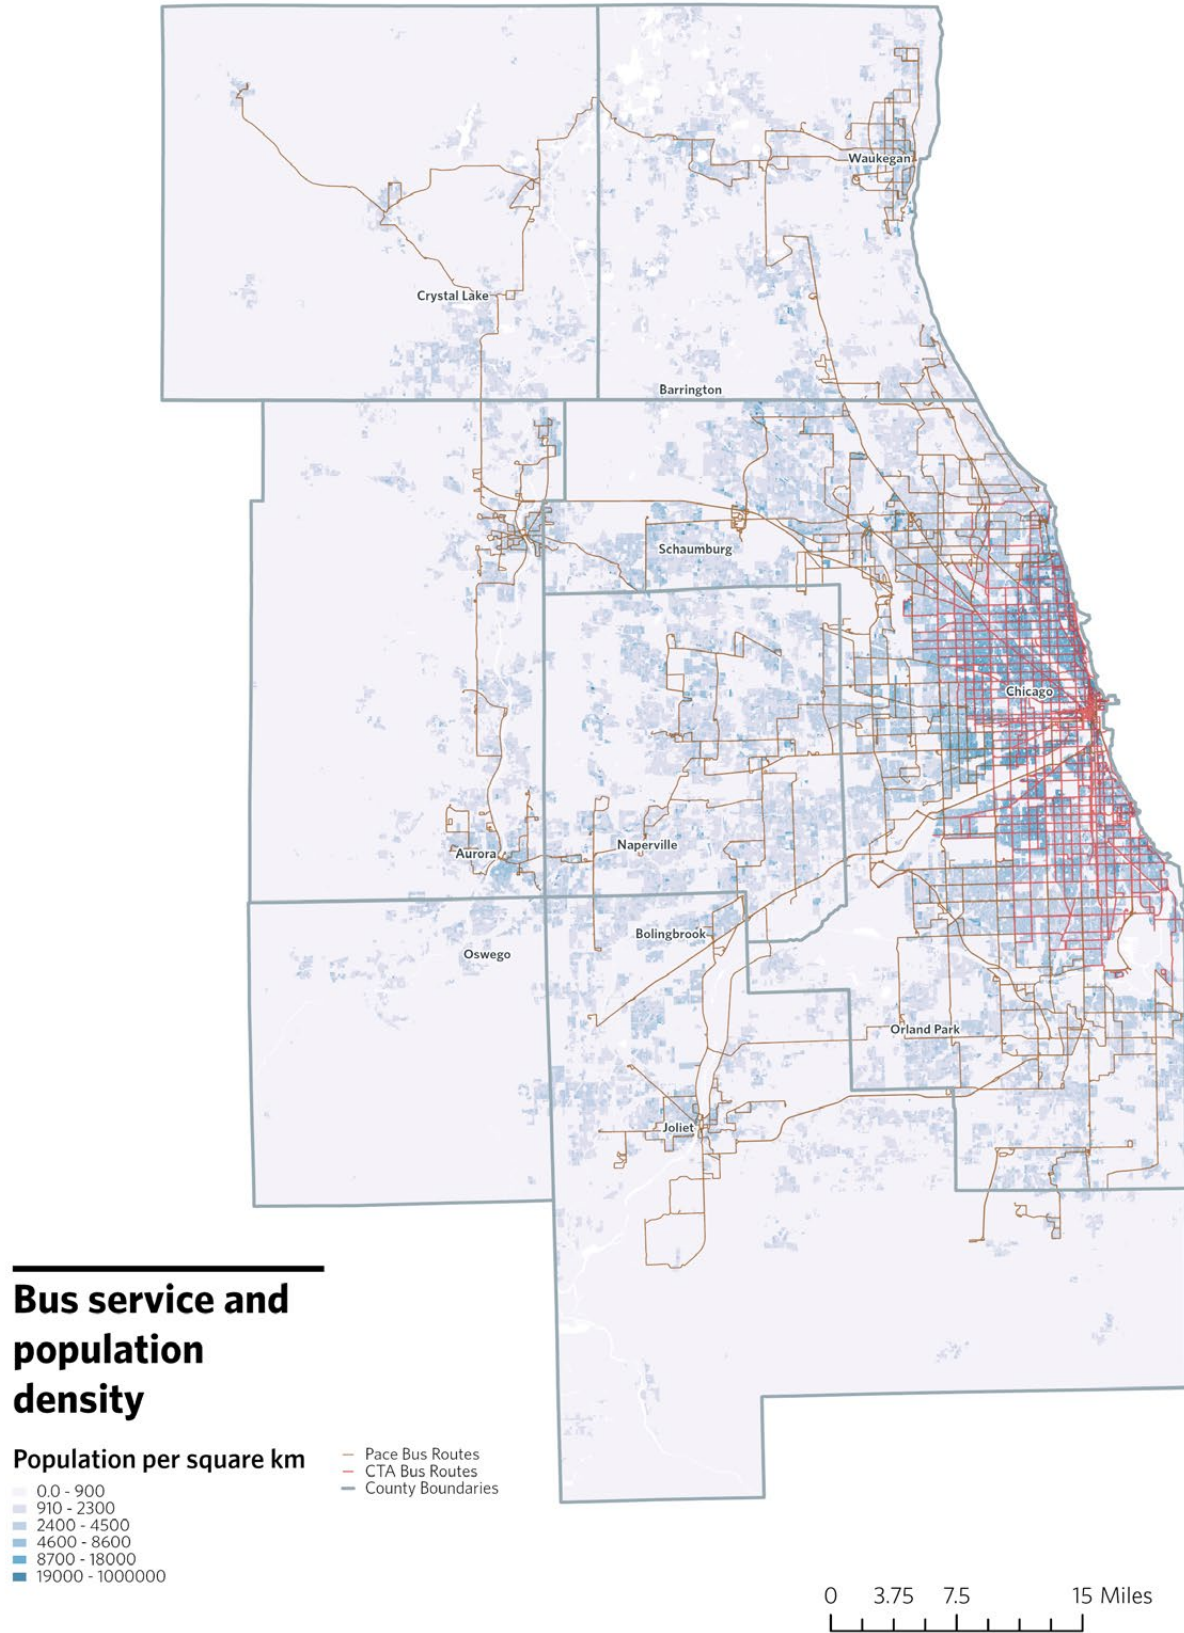 Waukegan
Crystal Lake
Barrington
Schaumburg
Chicago
Naperville
Aurora
Bolingbrook
Oswego
Orland Park
Joliet
Bus service and
population
density
Population per square km
0.0 - 900
910 - 2300
2400 - 4500
4600 - 8600
8700 - 18000
19000 - 1000000
Pace Bus Routes
CTA Bus Routes
County Boundaries
0 3.75 7.5 15 Miles